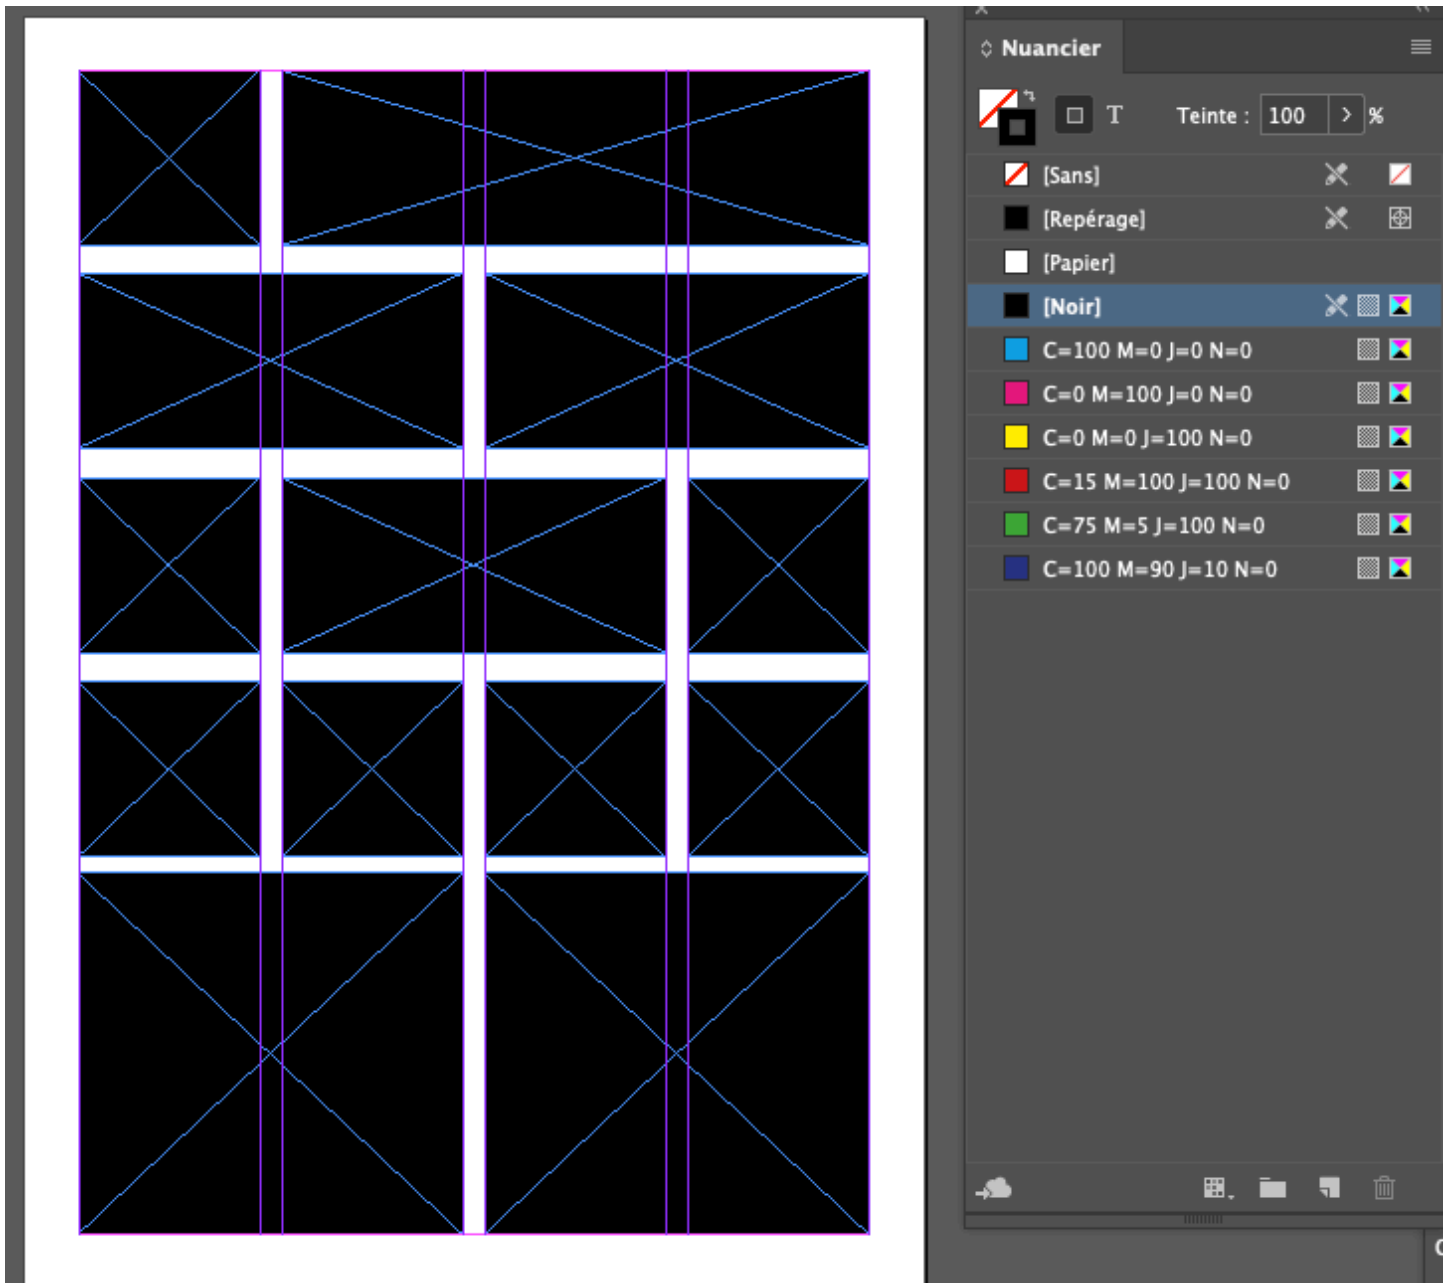 Nuancier
T Teinte : 100 > %
[Sans]
[Repérage]
[Papier]
[Noir]
C=100 M=0 J=0 N=0
C=0 M=100 J=0 N=0
C=0 M=0 J=100 N=0
C=15 M=100 J=100 N=0
C=75 M=5 J=100 N=0
C=100 M=90 J=10 N=0